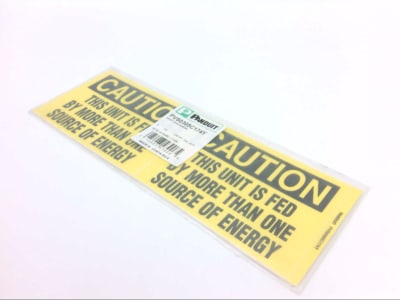 CAUTION
THIS UNIT IS FED
BY MORE THAN ONE
SOURCE OF ENERGY
PANDUIT
CAUTION
THIS UNIT IS FED
BY MORE THAN ONE
SOURCE OF ENERGY